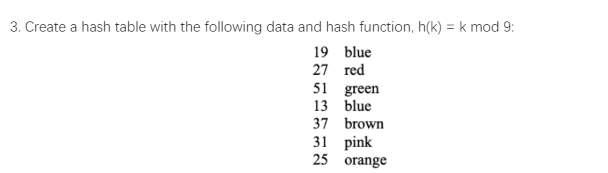 3. Create a hash table with the following data and hash function, h(k) = k mod 9:
19 blue
27 red
51 green
13 blue
37 brown
31 pink
25 orange